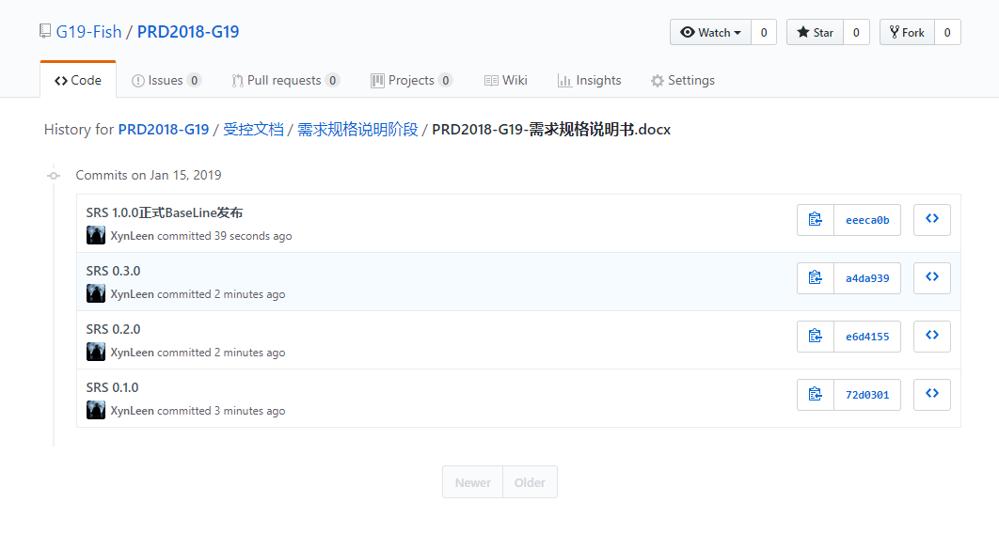 G19-Fish / PRD2018-G19
Watch 0 Star 0 Fork 0
Code Issues 0 Pull requests 0 Projects 0 Wiki Insights Settings
History for PRD2018-G19 / 受控文档 / 需求规格说明阶段 / PRD2018-G19-需求规格说明书.docx
Commits on Jan 15, 2019
SRS 1.0.0正式BaseLine发布
XynLeen committed 39 seconds ago
eeeca0b
SRS 0.3.0
XynLeen committed 2 minutes ago
a4da939
SRS 0.2.0
XynLeen committed 2 minutes ago
e6d4155
SRS 0.1.0
XynLeen committed 3 minutes ago
72d0301
Newer Older